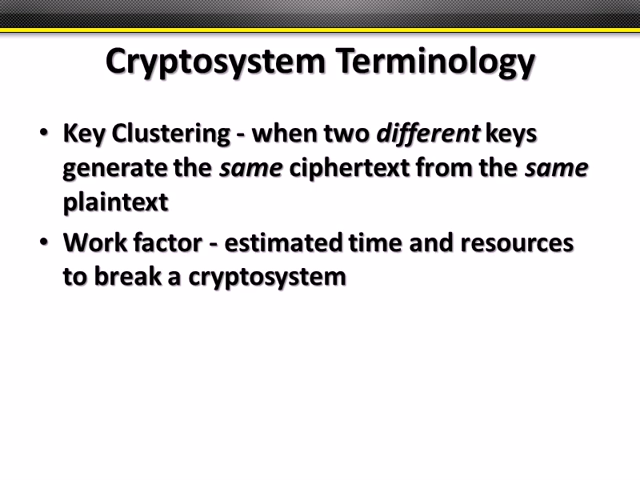 Cryptosystem Terminology
• Key Clustering - when two different keys
generate the same ciphertext from the same
plaintext
• Work factor - estimated time and resources
to break a cryptosystem